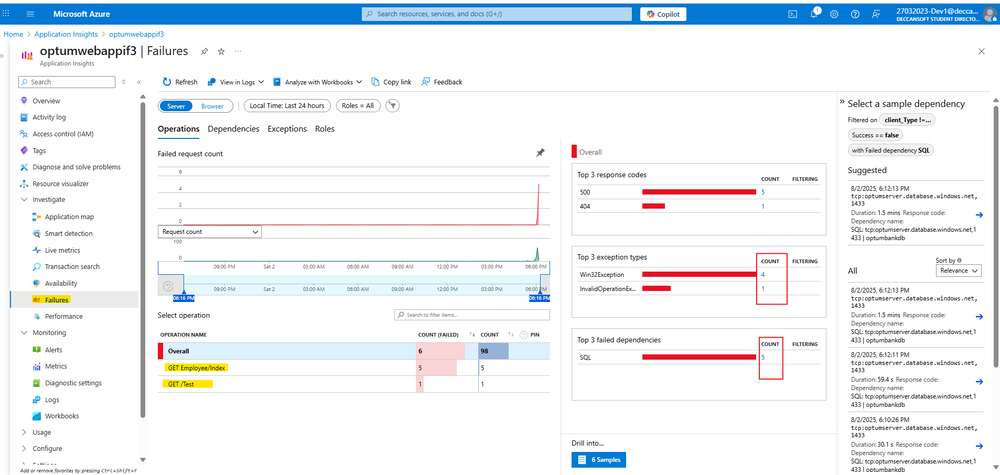 Microsoft Azure
Search resources, services, and docs (G+/)
Copilot
1
27032023-Dev1@decca...
DECCANSOFT STUDENT DIRECTO...
Home > Application Insights > optumwebappif3
optumwebappif3 | Failures
Application Insights
Search
Refresh
View in Logs
Analyze with Workbooks
Copy link
Feedback
Overview
Activity log
Access control (IAM)
Tags
Diagnose and solve problems
Resource visualizer
Investigate
Application map
Smart detection
Live metrics
Transaction search
Availability
Failures
Performance
Monitoring
Alerts
Metrics
Diagnostic settings
Logs
Workbooks
Usage
Configure
Settings
Add or remove favorites by pressing Ctrl+Shift+F
Server
Browser
Local Time: Last 24 hours
Roles = All
Operations
Dependencies
Exceptions
Roles
Failed request count
6
4
2
0
Request count
100
0
09:00 PM Sat 2 03:00 AM 06:00 AM 09:00 AM 12:00 PM 03:00 PM 06:00 PM
09:00 PM Sat 2 03:00 AM 06:00 AM 09:00 AM 12:00 PM 03:00 PM 06:00 PM
06:16 PM 06:16 PM
Select operation
Search to filter items...
OPERATION NAME COUNT (FAILED) COUNT PIN
Overall 6 98
GET Employee/Index 5 5
GET /Test 1 1
Overall
Top 3 response codes
COUNT FILTERING
500 5
404 1
Top 3 exception types
COUNT FILTERING
Win32Exception 4
InvalidOperationEx... 1
Top 3 failed dependencies
COUNT FILTERING
SQL 5
Drill into...
6 Samples
Select a sample dependency
Filtered on client_Type !=...
Success == false
with Failed dependency SQL
Suggested
8/2/2025, 6:12:13 PM
tcp:optumserver.database.windows.net,
1433
Duration: 1.5 mins Response code:
Dependency name:
SQL: tcp:optumserver.database.windows.net,1
433 | optumbankdb
Sort by
All
Relevance
8/2/2025, 6:12:13 PM
tcp:optumserver.database.windows.net,
1433
Duration: 1.5 mins Response code:
Dependency name:
SQL: tcp:optumserver.database.windows.net,1
433 | optumbankdb
8/2/2025, 6:12:11 PM
tcp:optumserver.database.windows.net,
1433
Duration: 59.4 s Response code:
Dependency name:
SQL: tcp:optumserver.database.windows.net,1
433 | optumbankdb
8/2/2025, 6:10:26 PM
tcp:optumserver.database.windows.net,
1433
Duration: 30.1 s Response code:
Dependency name:
SQL: tcp:optumserver.database.windows.net,1
433 | optumbankdb